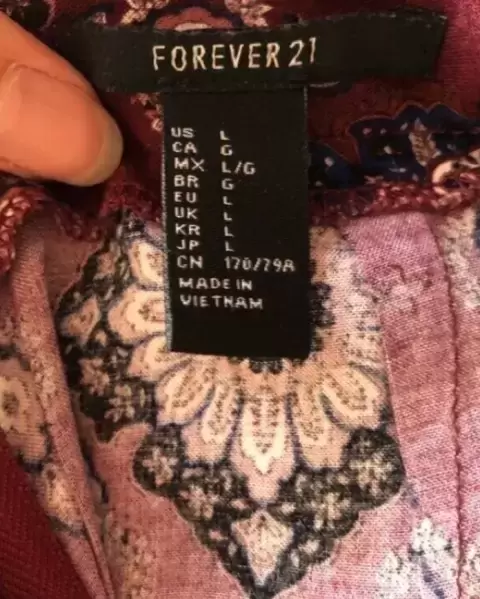 FOREVER 21
US L
CA G
MX L/G
BR G
EU L
UK L
KR L
JP L
CN 170/79A
MADE IN
VIETNAM